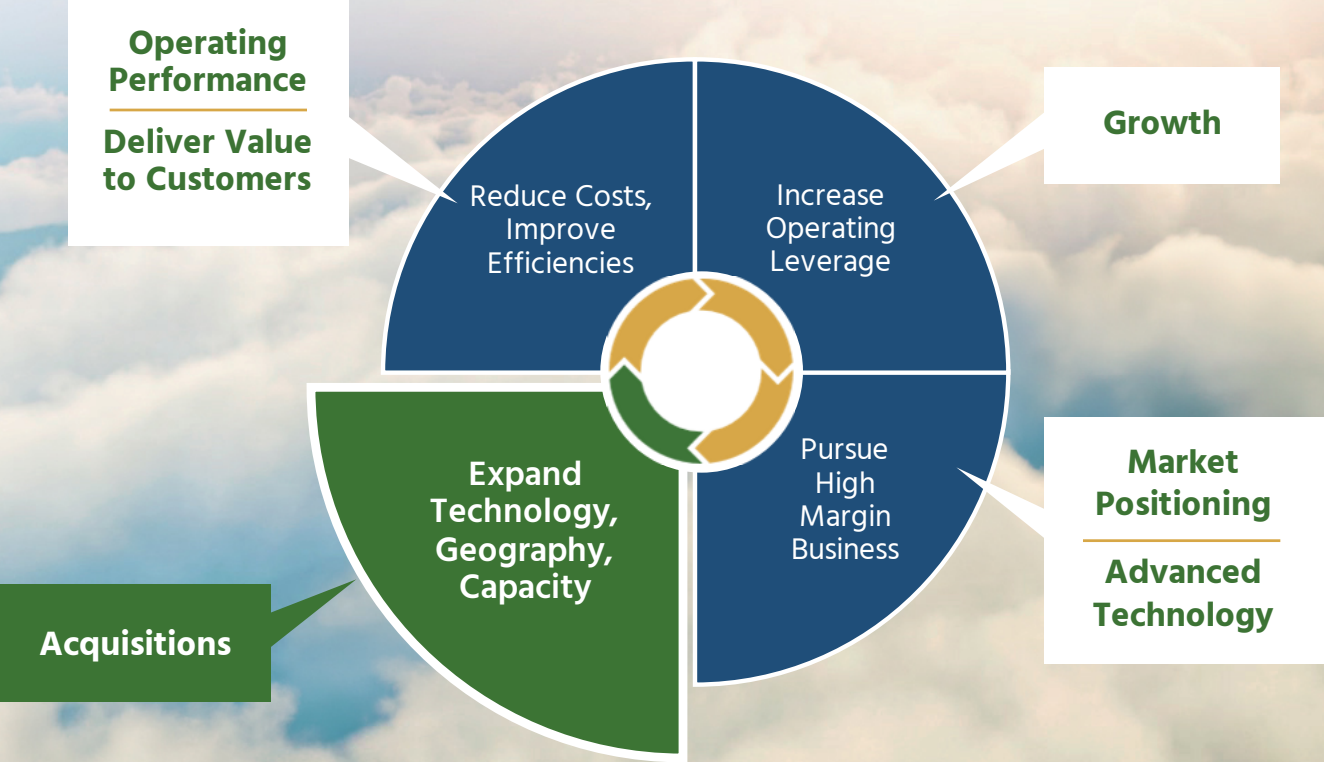 Operating
Performance
Deliver Value
to Customers
Reduce Costs,
Improve
Efficiencies
Increase
Operating
Leverage
Growth
Expand
Technology,
Geography,
Capacity
Acquisitions
Pursue
High
Margin
Business
Market
Positioning
Advanced
Technology